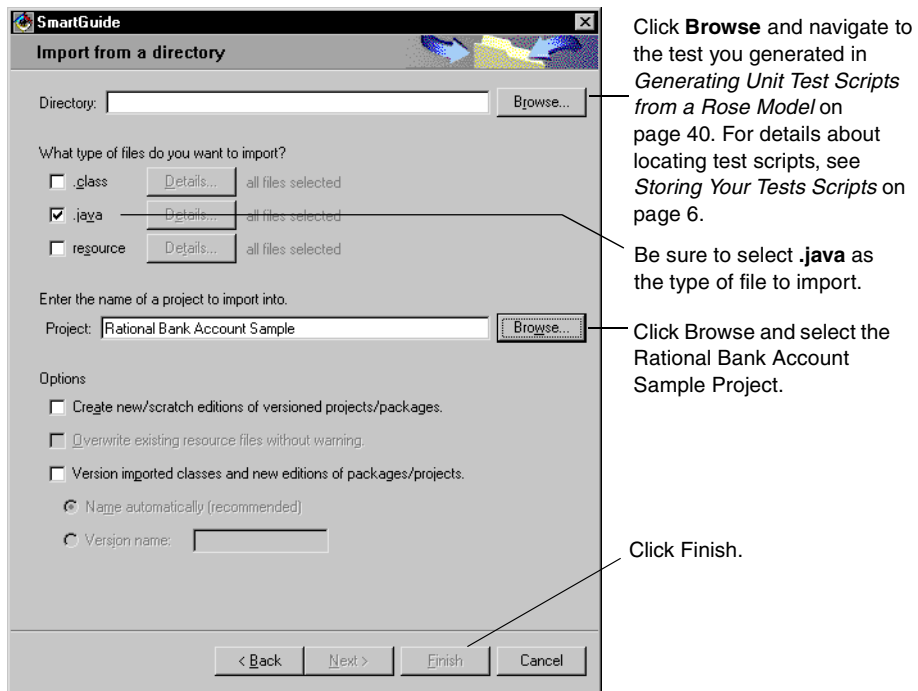 SmartGuide
Import from a directory
Directory:
Browse...
What type of files do you want to import?
.class
Details...
all files selected
.java
Details...
all files selected
resource
Details...
all files selected
Enter the name of a project to import into.
Project:
Rational Bank Account Sample
Browse...
Options
Create new/scratch editions of versioned projects/packages.
Overwrite existing resource files without warning.
Version imported classes and new editions of packages/projects.
Name automatically (recommended)
Version name:
< Back
Next >
Finish
Cancel
Click Browse and navigate to
the test you generated in
Generating Unit Test Scripts
from a Rose Model on
page 40. For details about
locating test scripts, see
Storing Your Tests Scripts on
page 6.
Be sure to select .java as
the type of file to import.
Click Browse and select the
Rational Bank Account
Sample Project.
Click Finish.